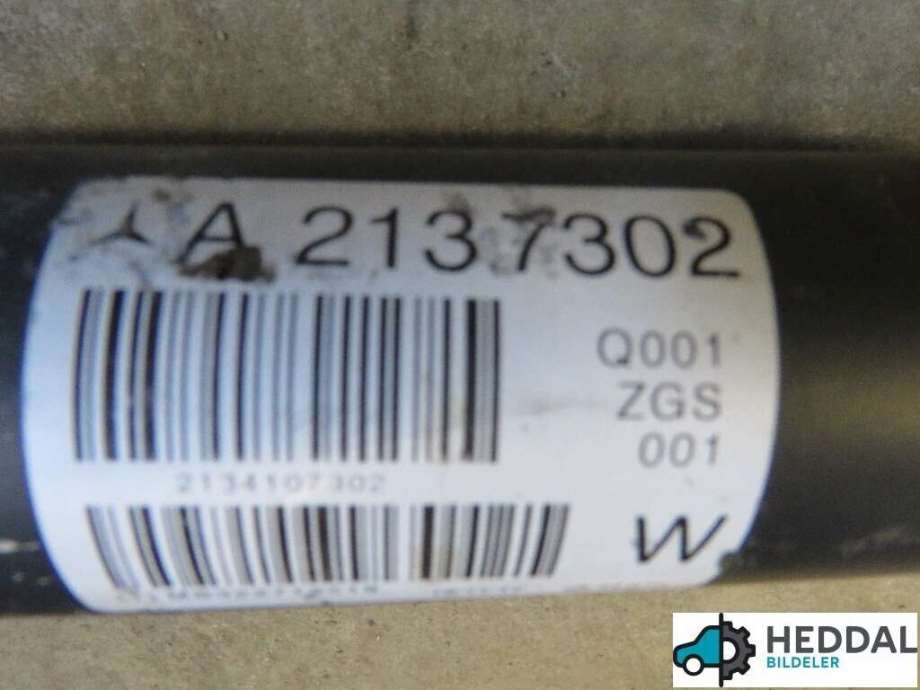 A 2137302
Q001
ZGS
001
2134107302
W
HEDDAL
BILDELER